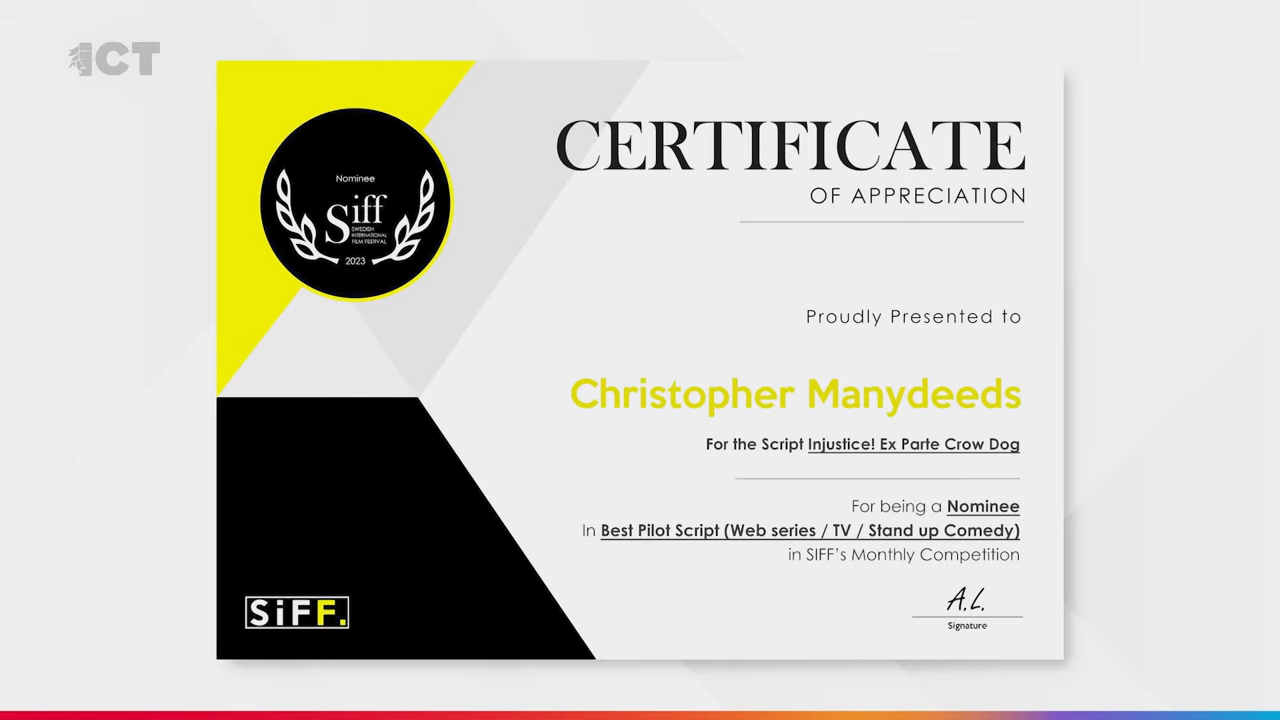 ICT
Nominee
Siff
SWEDISH
INTERNATIONAL
FILM FESTIVAL
2023
CERTIFICATE
OF APPRECIATION
Proudly Presented to
Christopher Manydeeds
For the Script Injustice! Ex Parte Crow Dog
For being a Nominee
In Best Pilot Script (Web series / TV / Stand up Comedy)
in SIFF's Monthly Competition
A.L.
Signature
SiFF.